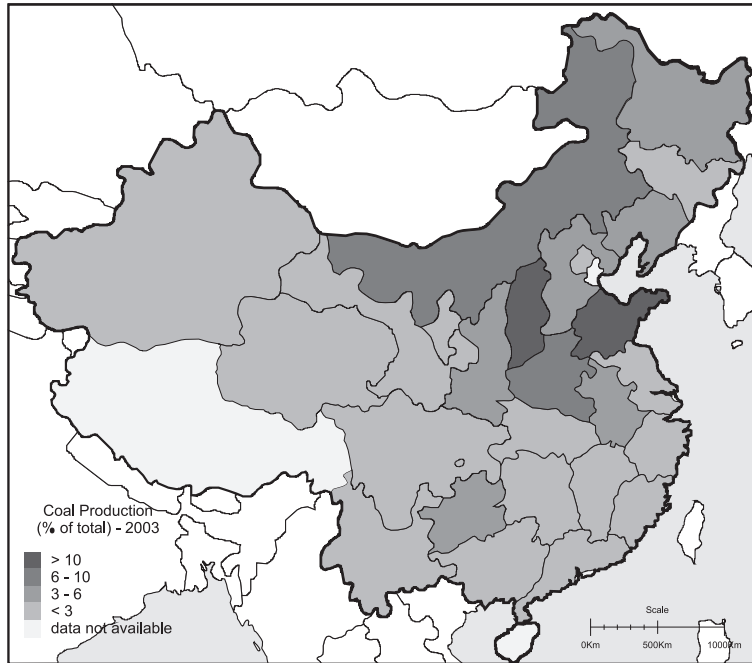 Coal Production
(% of total) - 2003
> 10
6 - 10
3 - 6
< 3
data not available
Scale
0Km 500Km 1000Km